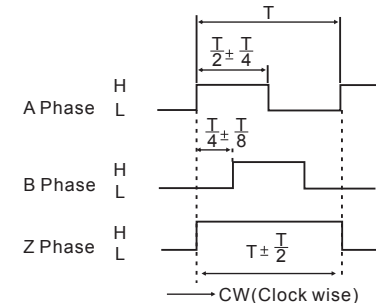 T
T/2 ± T/4
H
A Phase L
T/4 ± T/8
H
B Phase L
H
Z Phase L
T ± T/2
CW(Clock wise)